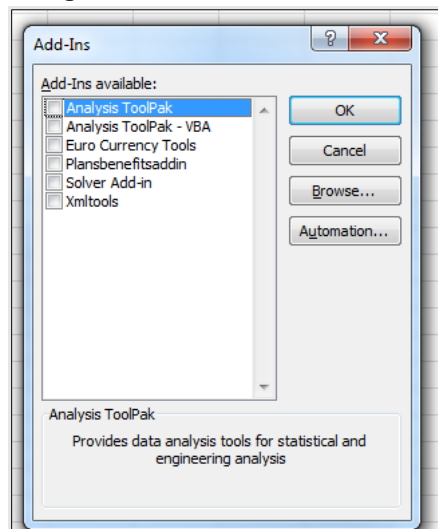 Add-Ins
Add-Ins available:
Analysis ToolPak
Analysis ToolPak - VBA
Euro Currency Tools
Plansbenefitsaddin
Solver Add-in
Xmltools
OK
Cancel
Browse...
Automation...
Analysis ToolPak
Provides data analysis tools for statistical and
engineering analysis